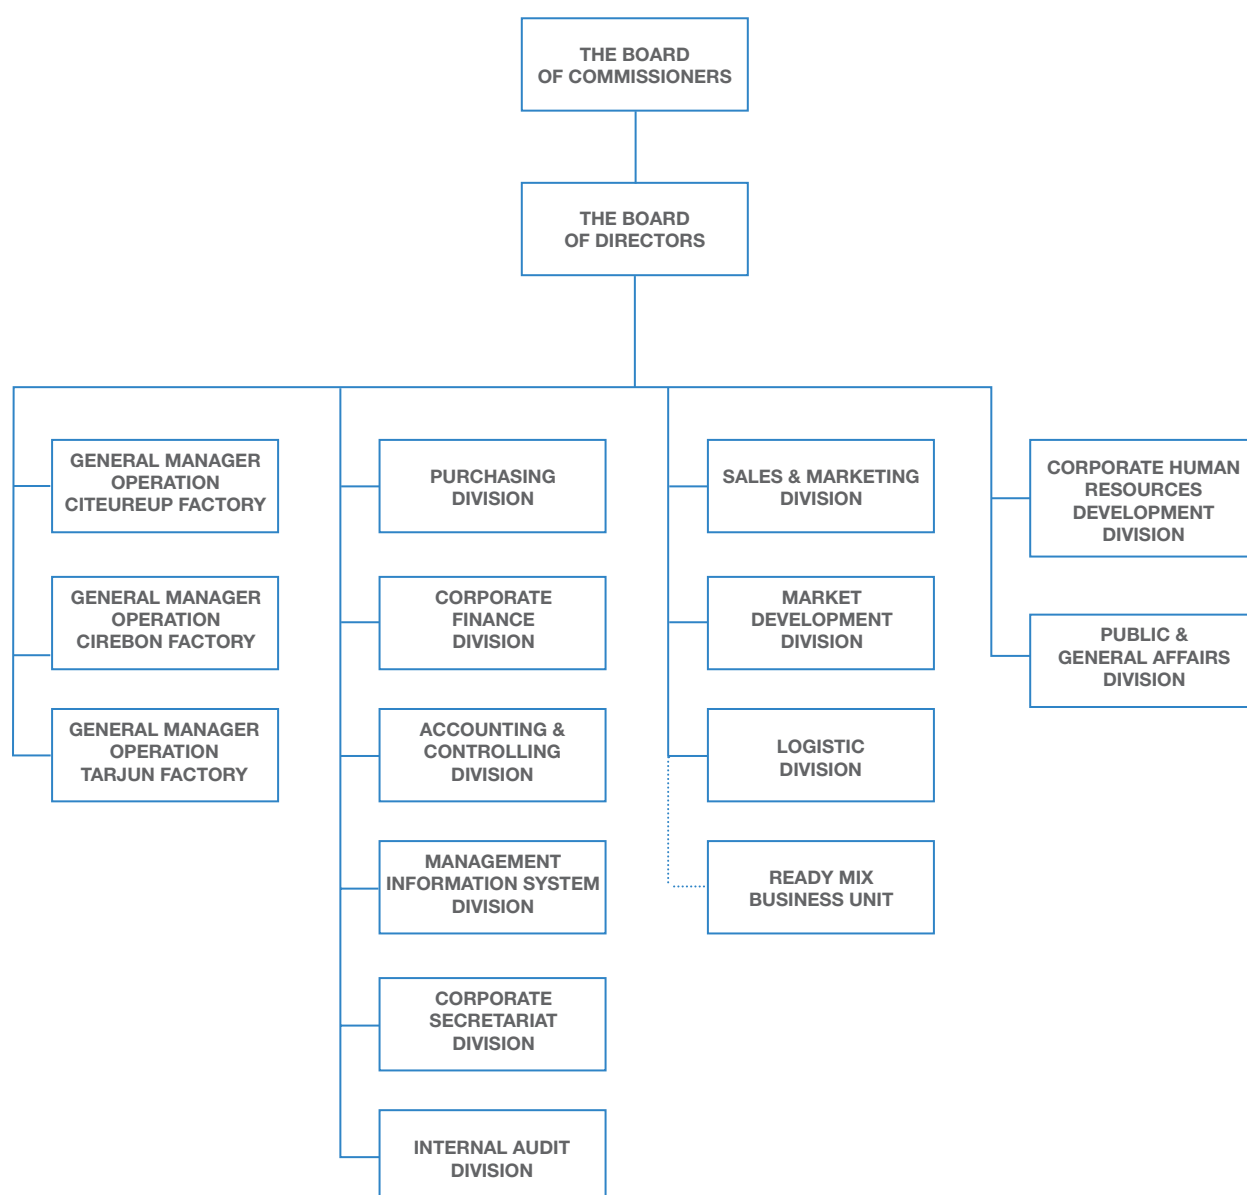 THE BOARD
OF COMMISSIONERS
THE BOARD
OF DIRECTORS
GENERAL MANAGER
OPERATION
CITEUREUP FACTORY
GENERAL MANAGER
OPERATION
CIREBON FACTORY
GENERAL MANAGER
OPERATION
TARJUN FACTORY
PURCHASING
DIVISION
CORPORATE
FINANCE
DIVISION
ACCOUNTING &
CONTROLLING
DIVISION
MANAGEMENT
INFORMATION SYSTEM
DIVISION
CORPORATE
SECRETARIAT
DIVISION
INTERNAL AUDIT
DIVISION
SALES & MARKETING
DIVISION
MARKET
DEVELOPMENT
DIVISION
LOGISTIC
DIVISION
READY MIX
BUSINESS UNIT
CORPORATE HUMAN
RESOURCES
DEVELOPMENT
DIVISION
PUBLIC &
GENERAL AFFAIRS
DIVISION